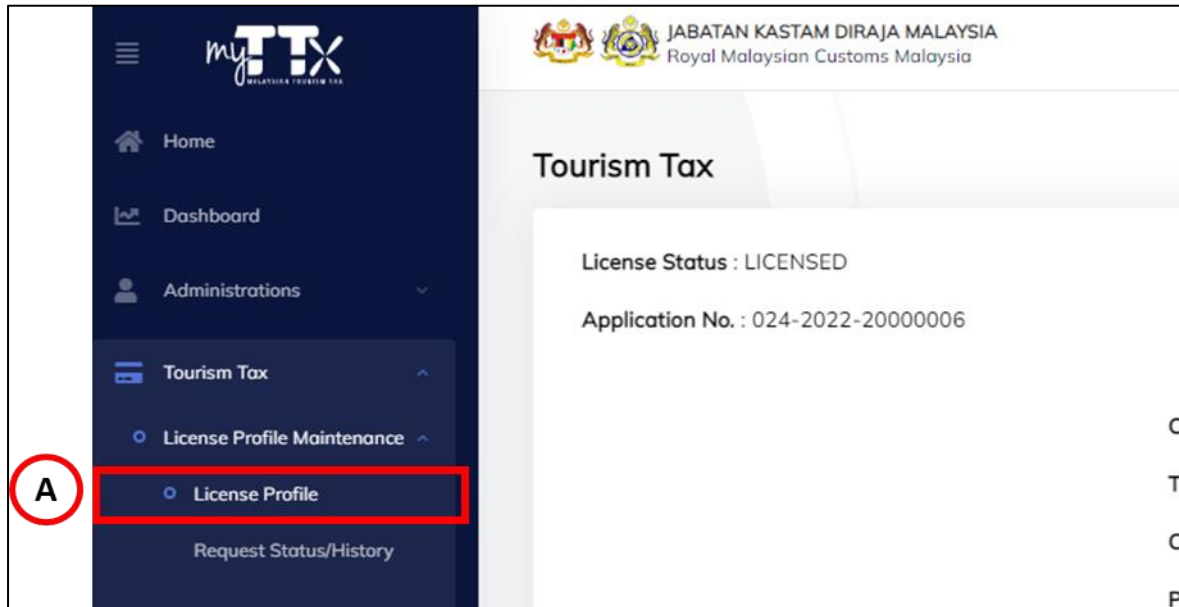 myTTX
MALAYSIAN TOURISM TAX
JABATAN KASTAM DIRAJA MALAYSIA
Royal Malaysian Customs Malaysia
Home
Dashboard
Administrations
Tourism Tax
License Profile Maintenance
A
License Profile
Request Status/History
Tourism Tax
License Status : LICENSED
Application No. : 024-2022-20000006